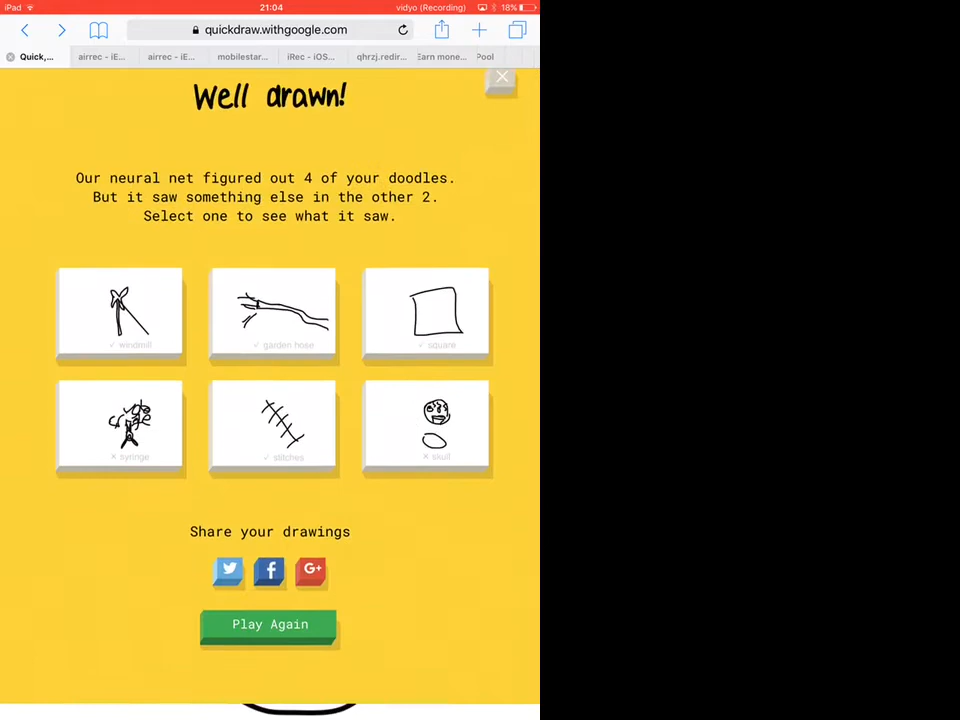 iPad 21:04 vidyo (Recording) 18%
quickdraw.withgoogle.com
Quick,... airrec - iE... airrec - iE... mobilestar... iRec - iOS... qhrzj.redir... Earn mone... Pool
Well drawn!
Our neural net figured out 4 of your doodles.
But it saw something else in the other 2.
Select one to see what it saw.
✓ windmill ✓ garden hose ✓ square
× syringe ✓ stitches × skull
Share your drawings
f G+
Play Again